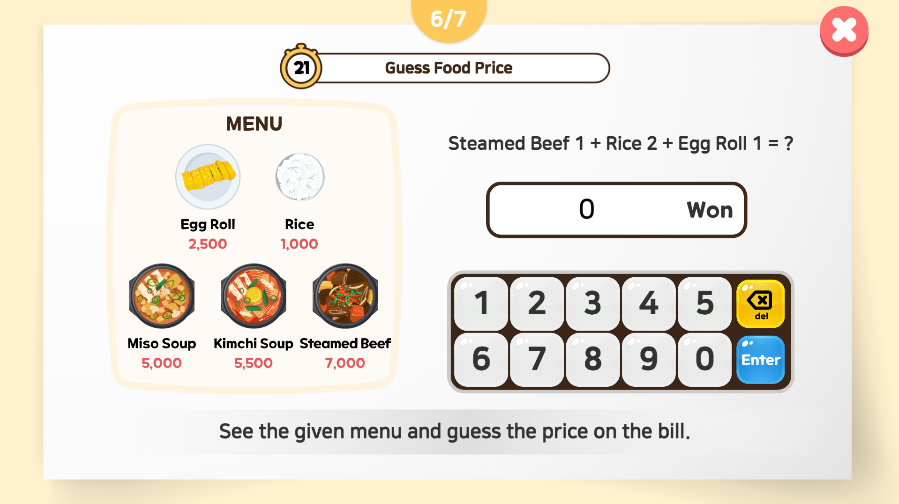 6/7
21
Guess Food Price
MENU
Egg Roll
2,500
Rice
1,000
Miso Soup
5,000
Kimchi Soup
5,500
Steamed Beef
7,000
Steamed Beef 1 + Rice 2 + Egg Roll 1 = ?
0 Won
1 2 3 4 5 del
6 7 8 9 0 Enter
See the given menu and guess the price on the bill.